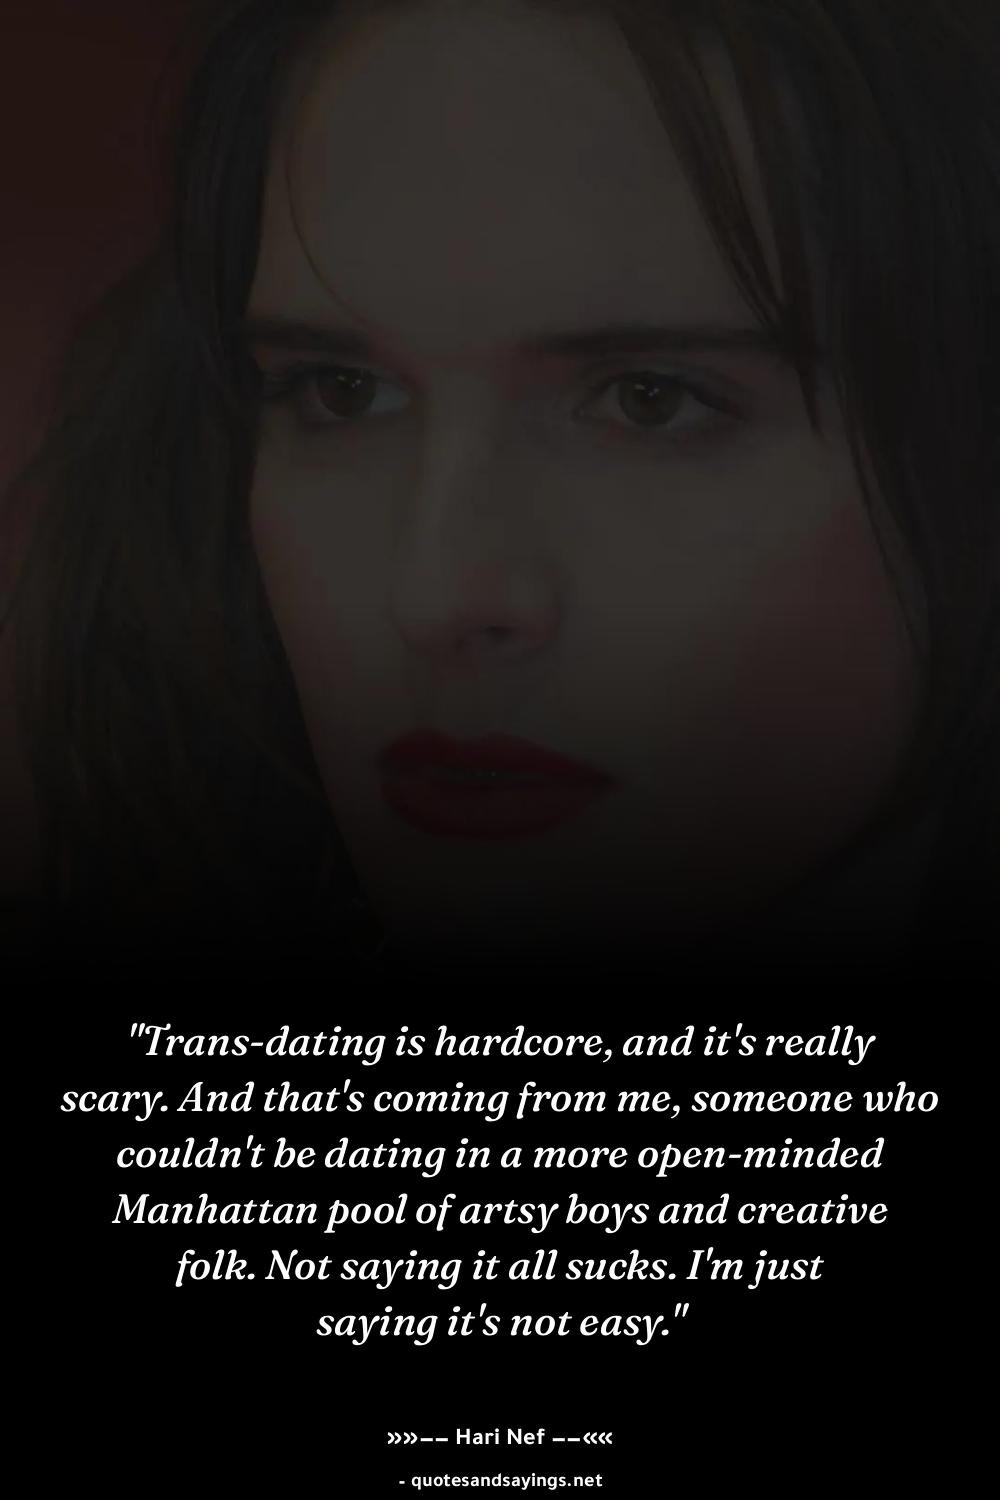 "Trans-dating is hardcore, and it's really
scary. And that's coming from me, someone who
couldn't be dating in a more open-minded
Manhattan pool of artsy boys and creative
folk. Not saying it all sucks. I'm just
saying it's not easy."
»»-- Hari Nef --««
- quotesandsayings.net